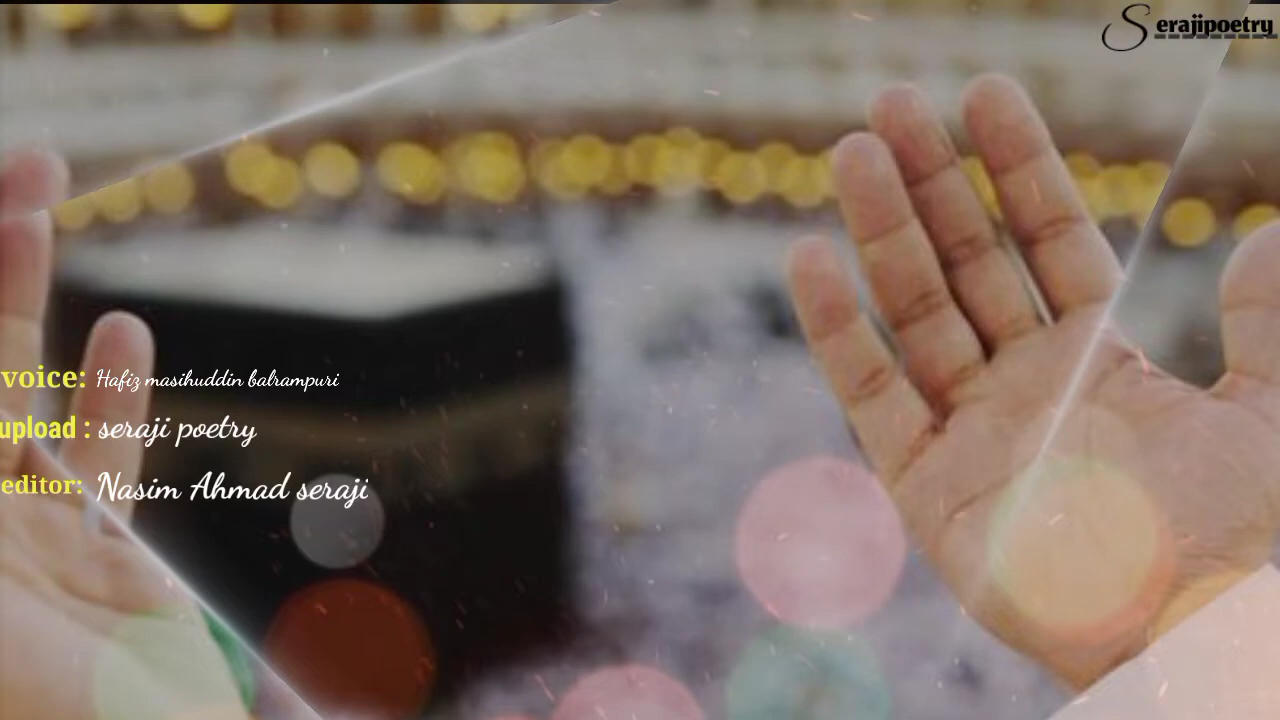 Serajipoetry
voice: Hafiz masihuddin balrampuri
upload : seraji poetry
editor: Nasim Ahmad seraji